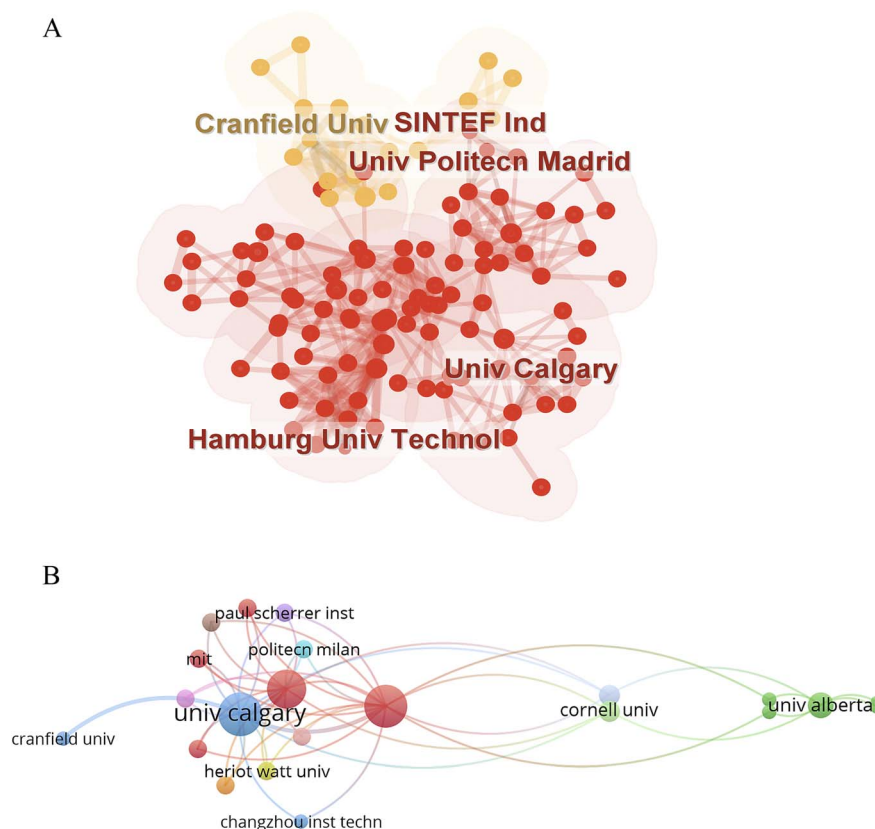 A
Cranfield Univ SINTEF Ind
Univ Politecn Madrid
Univ Calgary
Hamburg Univ Technol
B
paul scherrer inst
politecn milan
mit
univ calgary
cornell univ
univ alberta
cranfield univ
heriot watt univ
changzhou inst techn